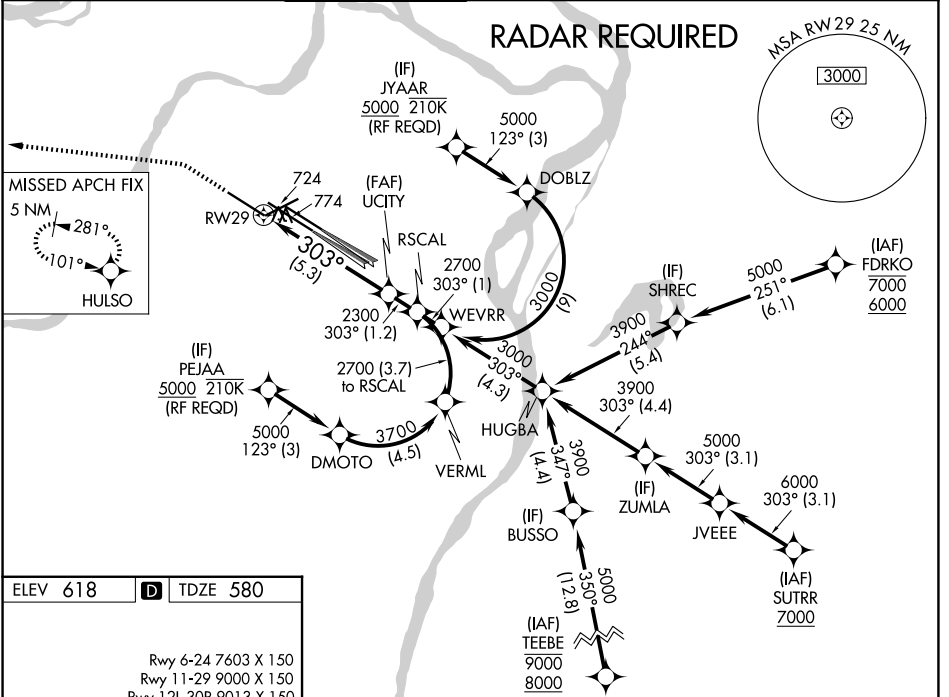 RADAR REQUIRED
MSA RW29 25 NM
3000
(IF)
JYAAR
5000 210K
(RF REQD)
5000
123° (3)
DOBLZ
MISSED APCH FIX
5 NM
281°
101°
HULSO
724
774
RW29
(FAF)
UCITY
RSCAL
303°
(5.3)
2700
303° (1)
WEVRR
2300
303° (1.2)
3000
(9)
(IAF)
FDRKO
7000
6000
5000
251°
(6.1)
(IF)
SHREC
3900
244°
(5.4)
3000
303°
(4.3)
2700 (3.7)
to RSCAL
(IF)
PEJAA
5000 210K
(RF REQD)
5000
123° (3)
DMOTO
3700
(4.5)
VERML
HUGBA
3900
303° (4.4)
3900
347°
(4.4)
5000
303° (3.1)
(IF)
ZUMLA
6000
303° (3.1)
JVEEE
(IF)
BUSSO
(IAF)
SUTRR
7000
5000
350°
(12.8)
(IAF)
TEEBE
9000
8000
ELEV 618 D TDZE 580
Rwy 6-24 7603 X 150
Rwy 11-29 9000 X 150
Rwy 12L-30R 9013 X 150